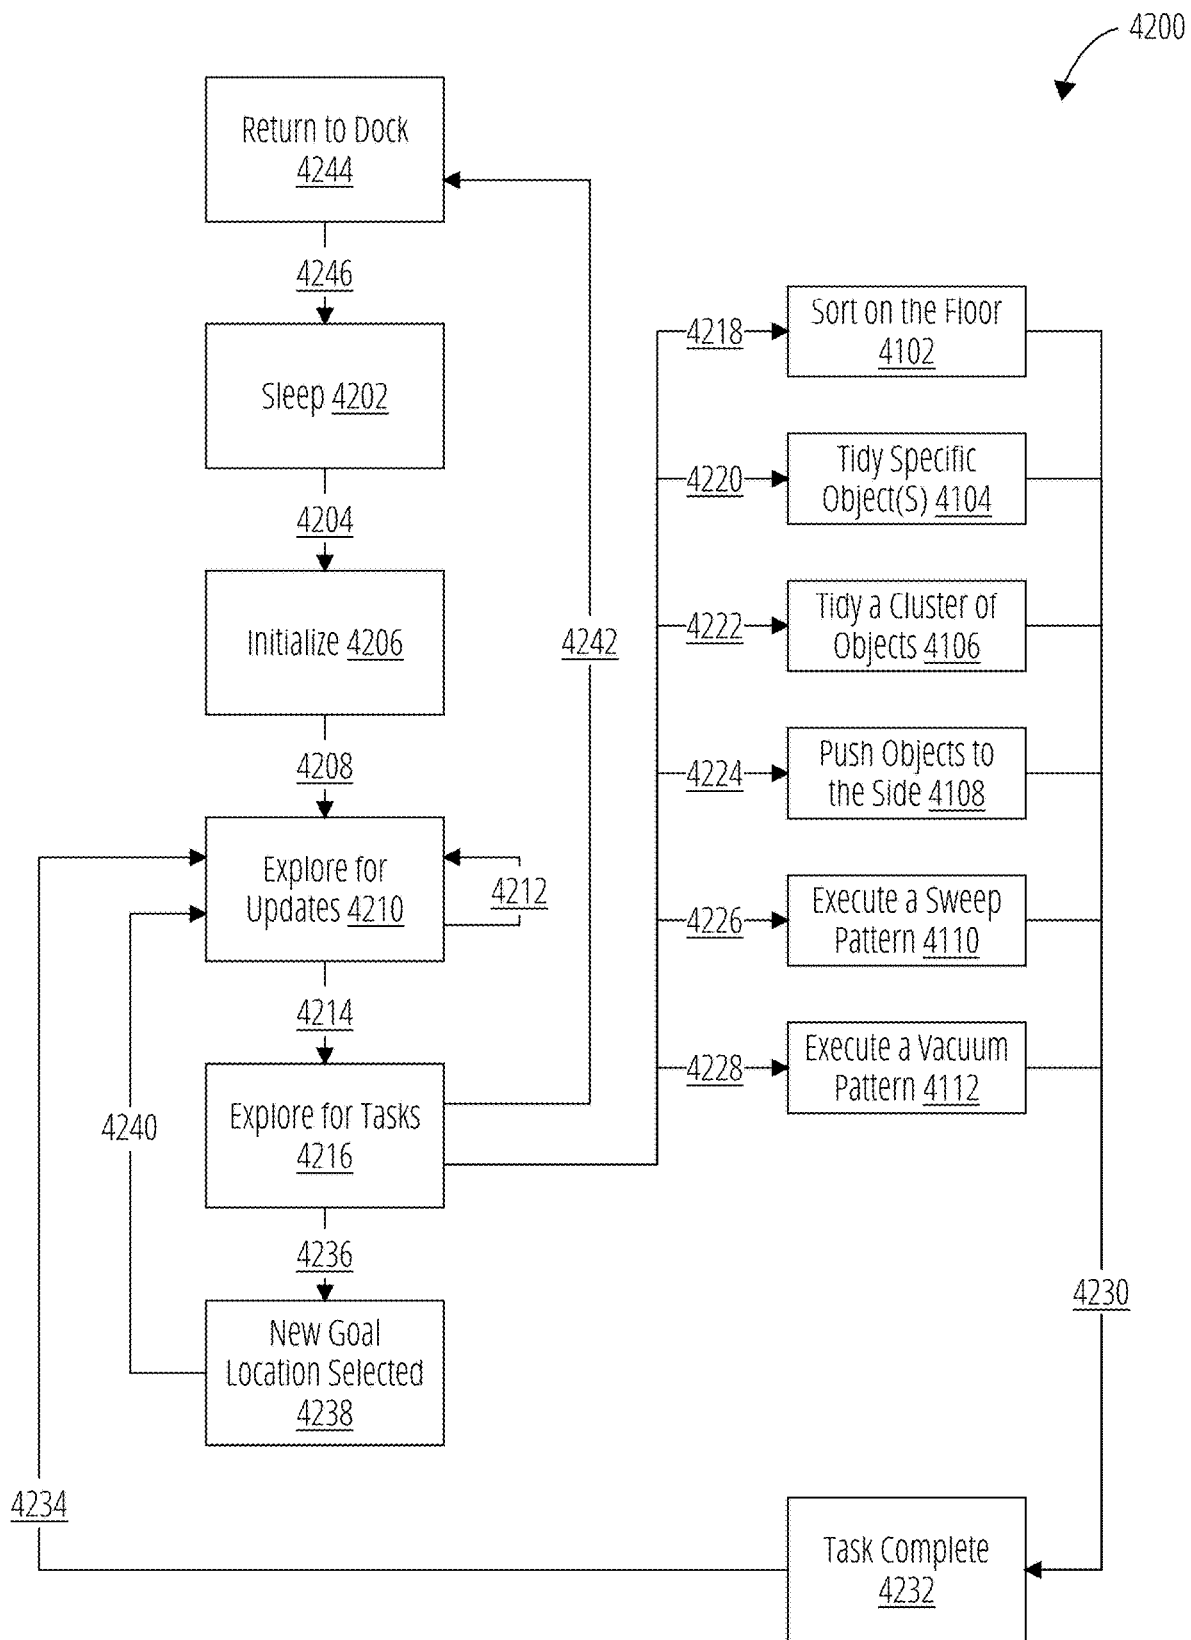 4200
Return to Dock
4244
4246
Sleep 4202
4204
Initialize 4206
4208
Explore for
Updates 4210
4212
4214
Explore for Tasks
4216
4236
New Goal
Location Selected
4238
4240
4234
4242
4218
Sort on the Floor
4102
4220
Tidy Specific
Object(S) 4104
4222
Tidy a Cluster of
Objects 4106
4224
Push Objects to
the Side 4108
4226
Execute a Sweep
Pattern 4110
4228
Execute a Vacuum
Pattern 4112
4230
Task Complete
4232